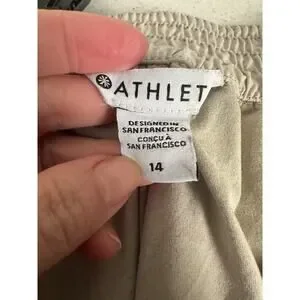 ATHLET
DESIGNED IN
SAN FRANCISCO
CONÇU À
SAN FRANCISCO
14